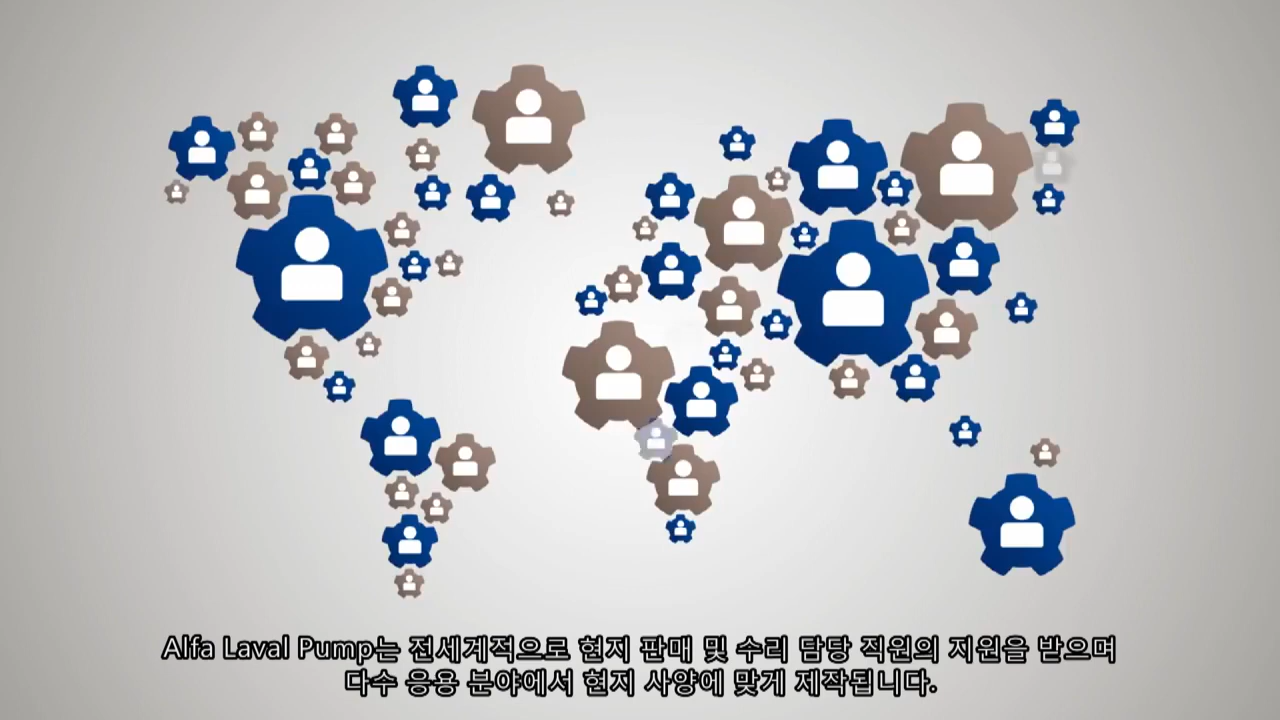 Alfa Laval Pump는 전세계적으로 현지 판매 및 수리 담당 직원의 지원을 받으며
다수 응용 분야에서 현지 사양에 맞게 제작됩니다.